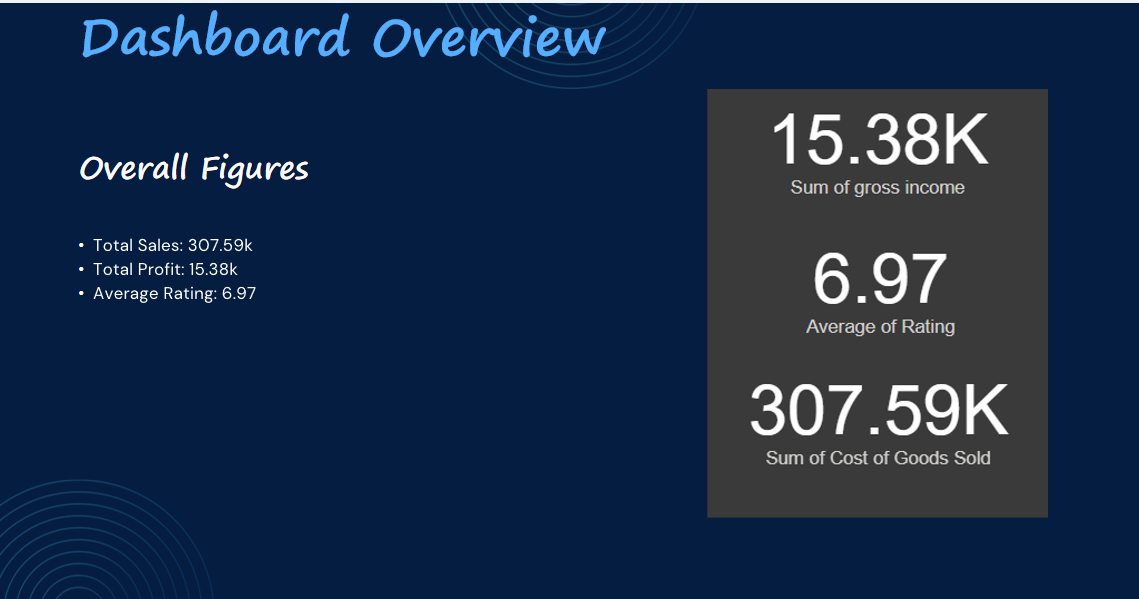 Dashboard Overview
Overall Figures
• Total Sales: 307.59k
• Total Profit: 15.38k
• Average Rating: 6.97
15.38K
Sum of gross income
6.97
Average of Rating
307.59K
Sum of Cost of Goods Sold